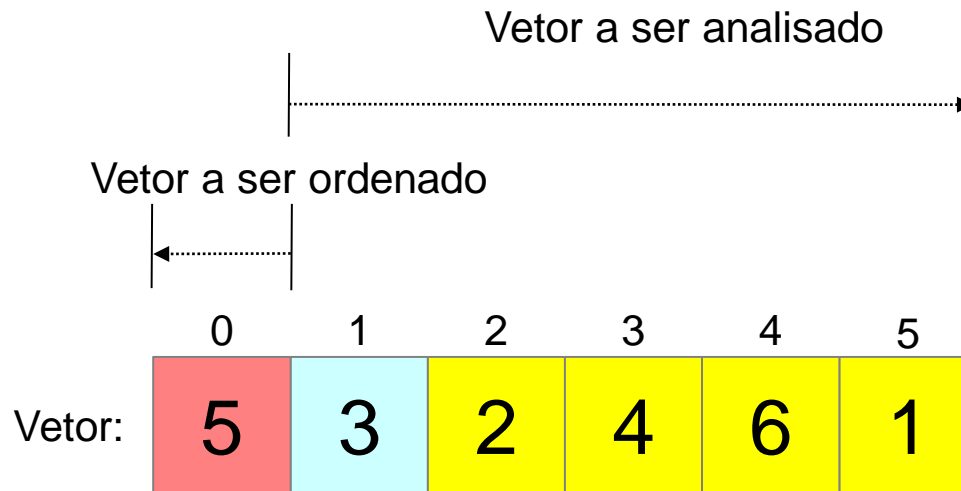 Vetor a ser analisado
Vetor a ser ordenado
0 1 2 3 4 5
Vetor: 5 3 2 4 6 1